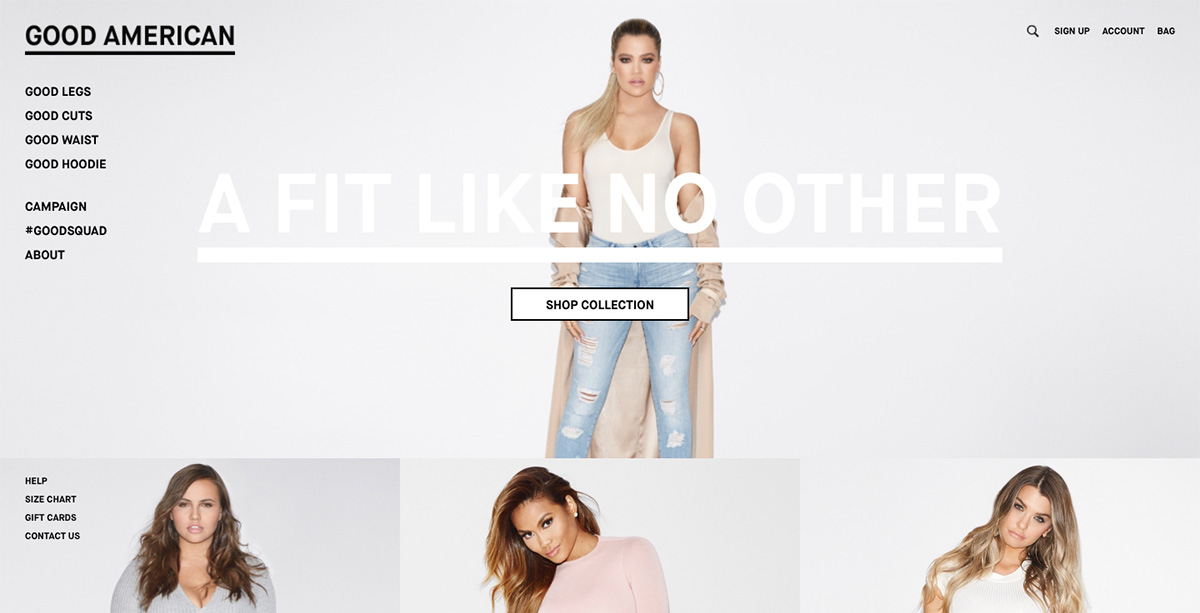 GOOD AMERICAN
SIGN UP ACCOUNT BAG
GOOD LEGS
GOOD CUTS
GOOD WAIST
GOOD HOODIE
CAMPAIGN
#GOODSQUAD
ABOUT
A FIT LIKE NO OTHER
SHOP COLLECTION
HELP
SIZE CHART
GIFT CARDS
CONTACT US